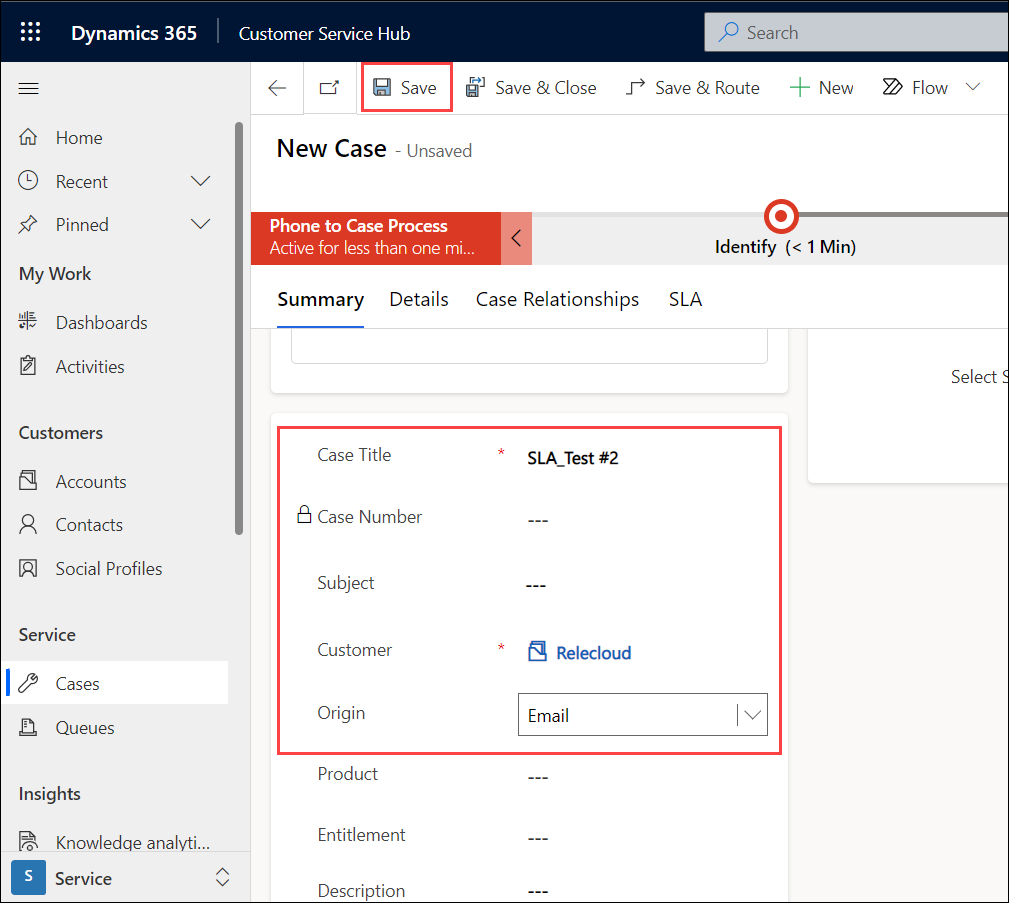 Dynamics 365
Customer Service Hub
Search
Save
Save & Close
Save & Route
New
Flow
Home
Recent
Pinned
My Work
Dashboards
Activities
Customers
Accounts
Contacts
Social Profiles
Service
Cases
Queues
Insights
Knowledge analyti...
S
Service
New Case - Unsaved
Phone to Case Process
Active for less than one mi...
Identify (< 1 Min)
Summary
Details
Case Relationships
SLA
Select S
Case Title * SLA_Test #2
Case Number ---
Subject ---
Customer * Relecloud
Origin Email
Product ---
Entitlement ---
Description ---